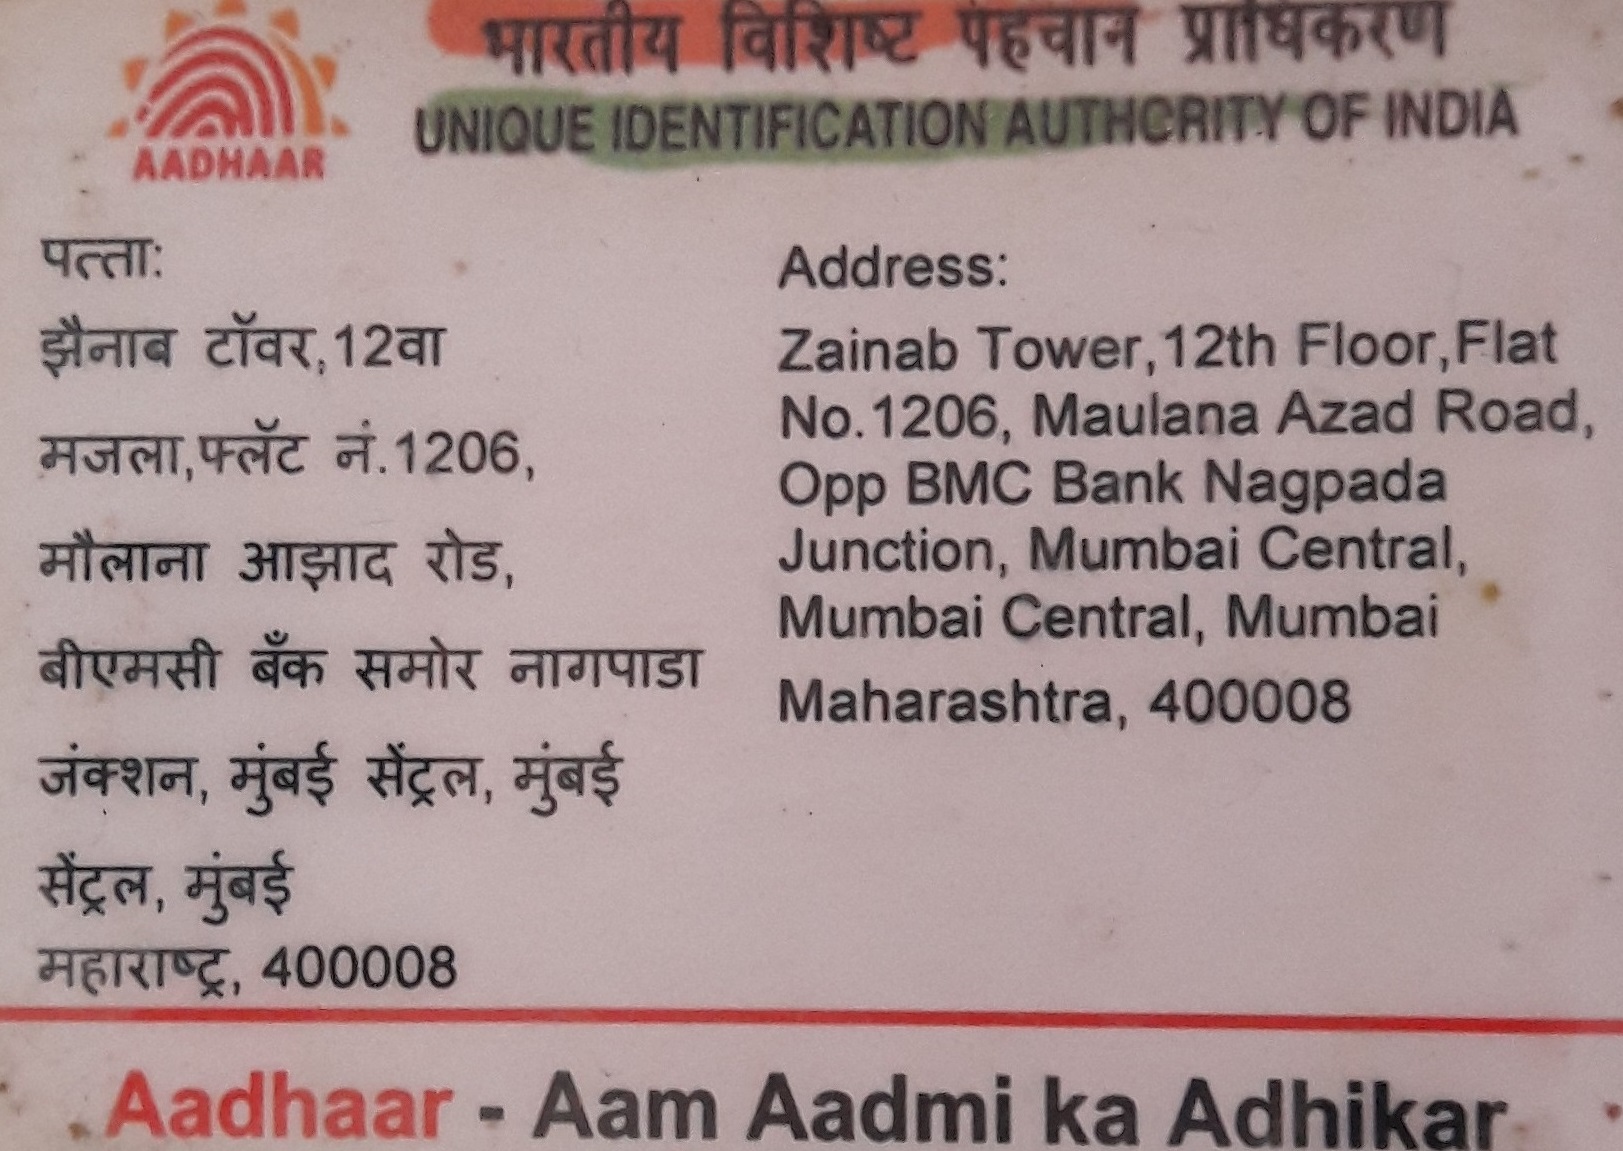 भारतीय विशिष्ट पहचान प्राधिकरण
UNIQUE IDENTIFICATION AUTHORITY OF INDIA
AADHAAR
पत्ता:
झैनाब टॉवर,12वा
मजला,फ्लॅट नं.1206,
मौलाना आझाद रोड,
बीएमसी बँक समोर नागपाडा
जंक्शन, मुंबई सेंट्रल, मुंबई
सेंट्रल, मुंबई
महाराष्ट्र, 400008
Address:
Zainab Tower,12th Floor,Flat
No.1206, Maulana Azad Road,
Opp BMC Bank Nagpada
Junction, Mumbai Central,
Mumbai Central, Mumbai
Maharashtra, 400008
Aadhaar - Aam Aadmi ka Adhikar